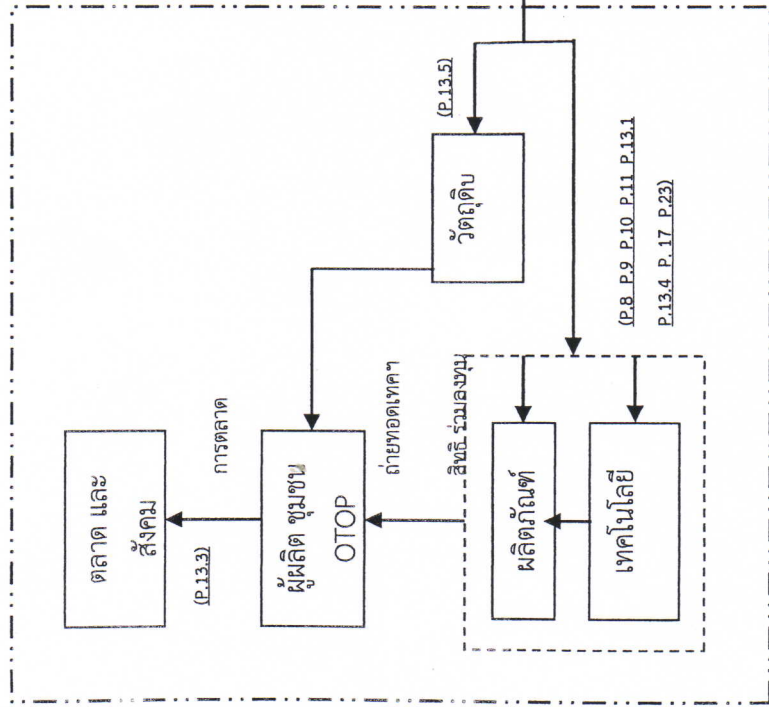 ตลาด และ
สังคม
(P.13.3)
การตลาด
ผู้ผลิต ชุมชน
OTOP
ถ่ายทอดเทคฯ
สิทธิ ร่วมลงทุน
วัตถุดิบ
(P.13.5)
ผลิตภัณฑ์
เทคโนโลยี
(P.8 P.9 P.10 P.11 P.13.1
P.13.4 P. 17 P.23)